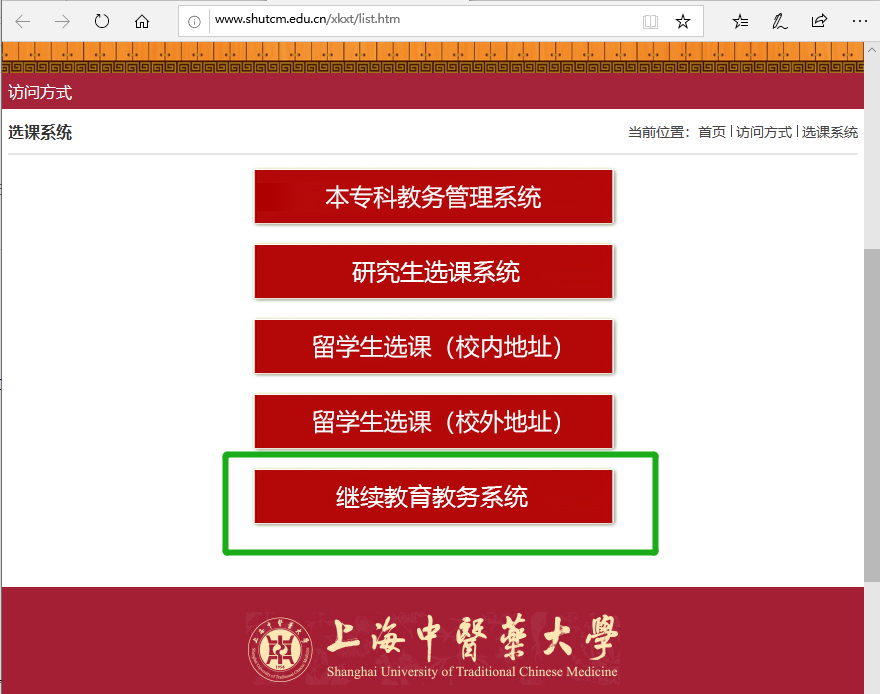 www.shutcm.edu.cn/xkxt/list.htm
访问方式
选课系统
当前位置：首页 | 访问方式 | 选课系统
本专科教务管理系统
研究生选课系统
留学生选课（校内地址）
留学生选课（校外地址）
继续教育教务系统
上海中醫藥大學
Shanghai University of Traditional Chinese Medicine